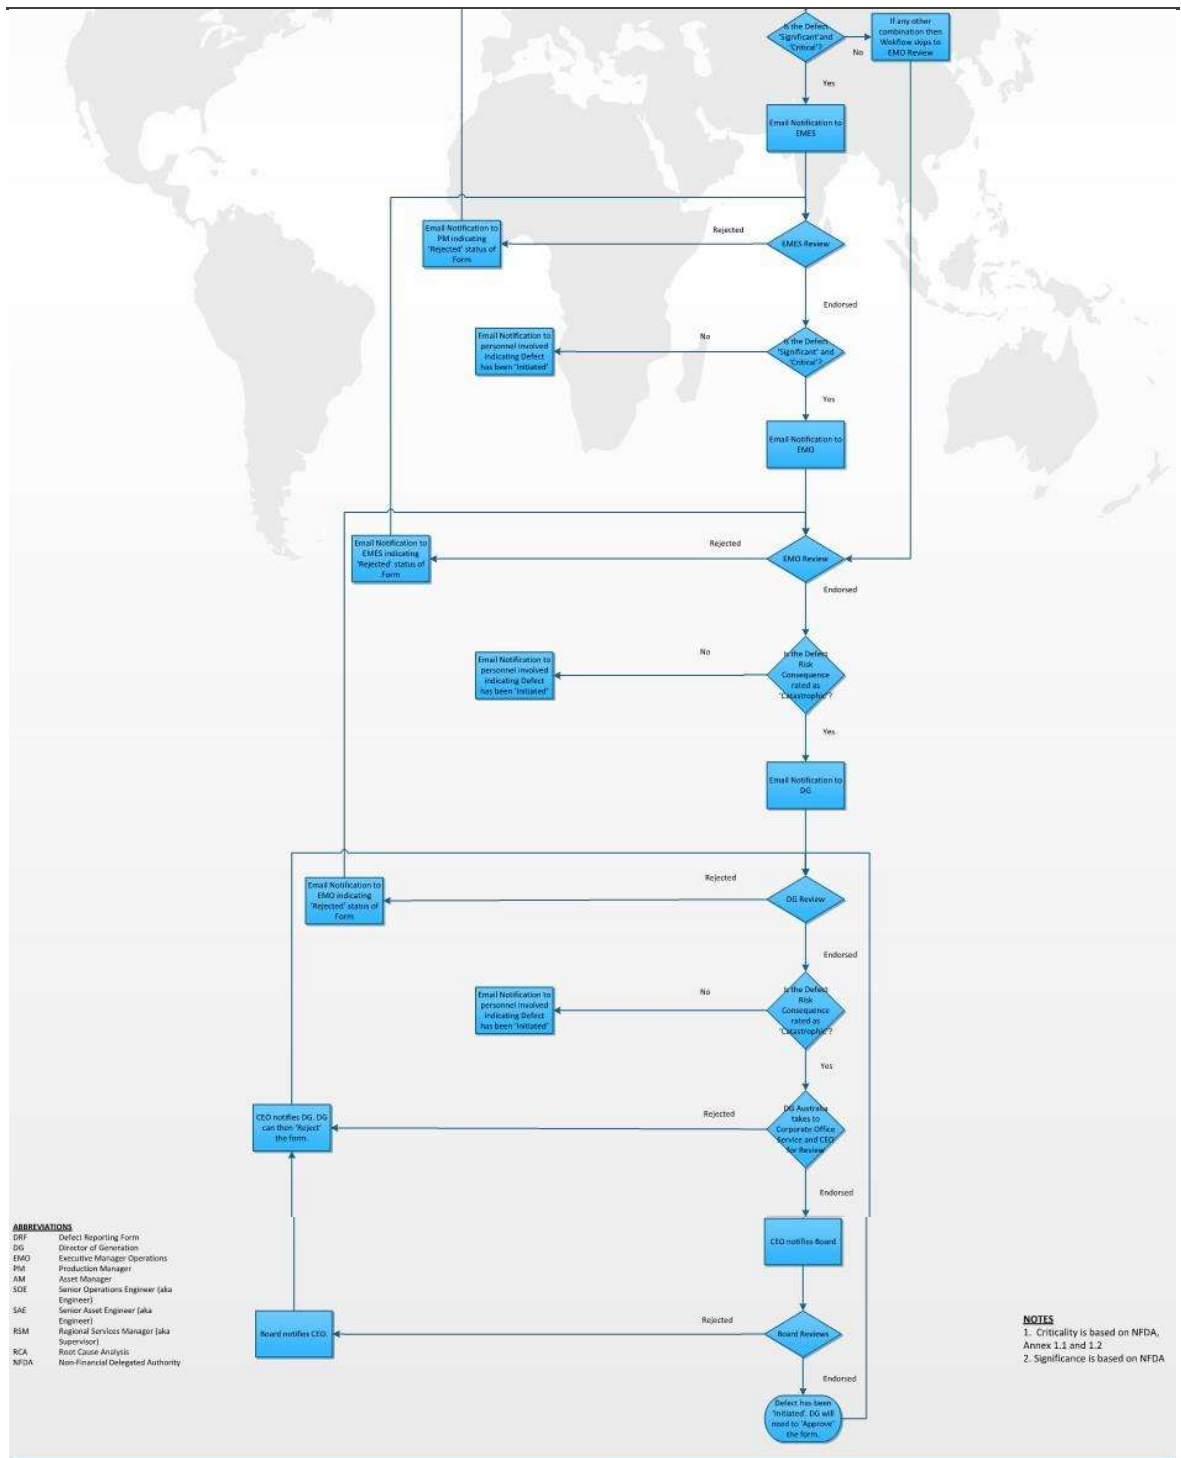 Is the Defect
'Significant' and
'Critical'?
No
If any other
combination then
Wokflow skips to
EMO Review
Yes
Email Notification to
EMES
Email Notification to
PM indicating
'Rejected' status of
Form
Rejected
EMES Review
Endorsed
Email Notification to
personnel involved
indicating Defect
has been 'Initiated'
No
Is the Defect
'Significant' and
'Critical'?
Yes
Email Notification to
EMO
Email Notification to
EMES indicating
'Rejected' status of
Form
Rejected
EMO Review
Endorsed
Email Notification to
personnel involved
indicating Defect
has been 'Initiated'
No
Is the Defect
Risk
Consequence
rated as
'Catastrophic'?
Yes
Email Notification to
DG
Email Notification to
EMO indicating
'Rejected' status of
Form
Rejected
DG Review
Endorsed
Email Notification to
personnel involved
indicating Defect
has been 'Initiated'
No
Is the Defect
Risk
Consequence
rated as
'Catastrophic'?
Yes
CEO notifies DG. DG
can then 'Reject'
the form.
Rejected
DG Australia
takes to
Corporate Office
Service and CEO
for Review
Endorsed
CEO notifies Board
Board notifies CEO.
Rejected
Board Reviews
Endorsed
Defect has been
'Initiated'. DG will
need to 'Approve'
the form.
ABBREVIATIONS
DRF Defect Reporting Form
DG Director of Generation
EMO Executive Manager Operations
PM Production Manager
AM Asset Manager
SOE Senior Operations Engineer (aka
Engineer)
SAE Senior Asset Engineer (aka
Engineer)
RSM Regional Services Manager (aka
Supervisor)
RCA Root Cause Analysis
NFDA Non-Financial Delegated Authority
NOTES
1. Criticality is based on NFDA,
Annex 1.1 and 1.2
2. Significance is based on NFDA